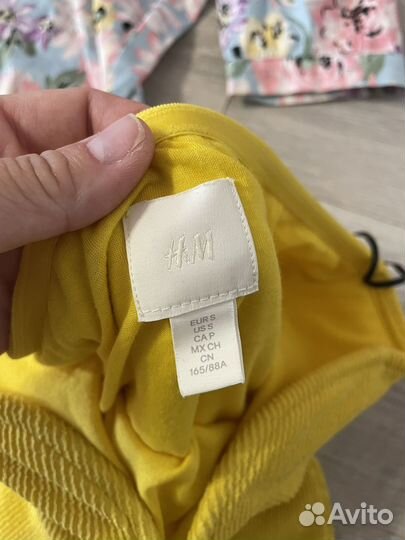 H&M
EUR S
US S
CA P
MX CH
CN
165/88A
Avito